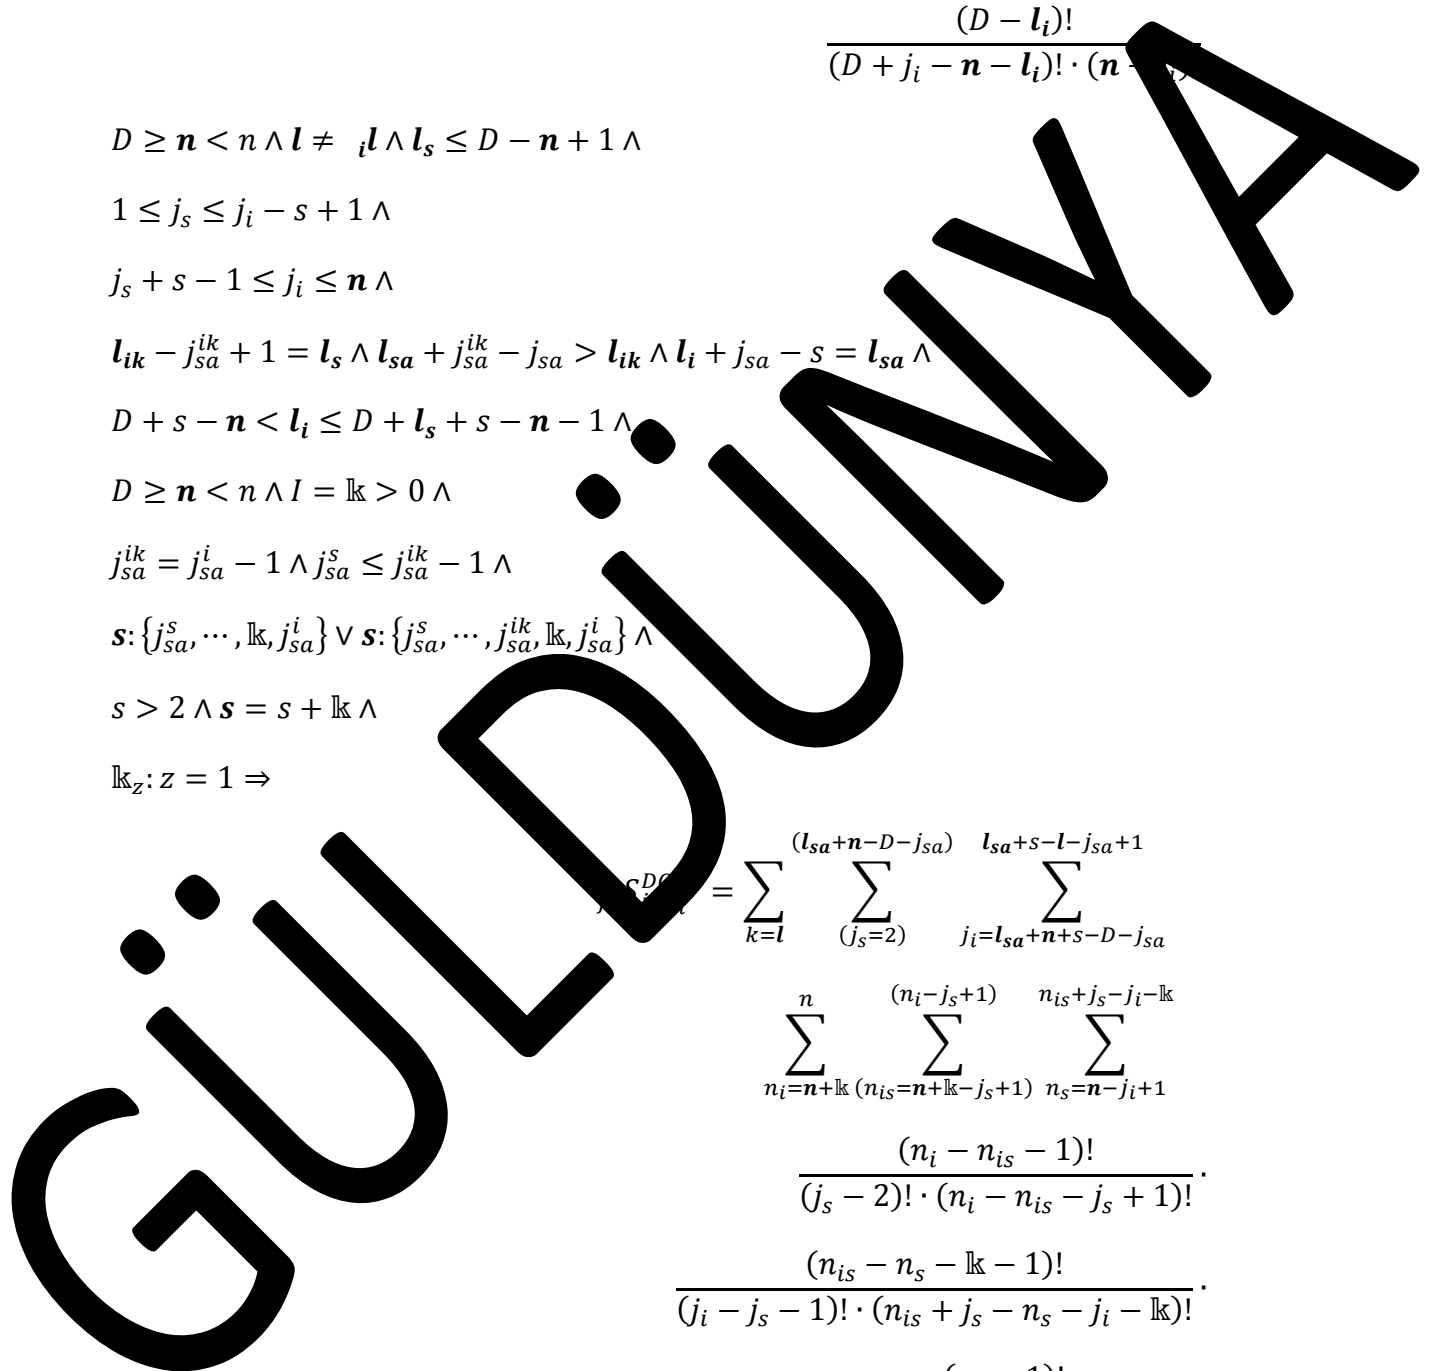 (D − l_i)!
(D + j_i − n − l_i)! · (n
D ≥ n < n ∧ l ≠ _il ∧ l_s ≤ D − n + 1 ∧
1 ≤ j_s ≤ j_i − s + 1 ∧
j_s + s − 1 ≤ j_i ≤ n ∧
l_ik − j_sa^ik + 1 = l_s ∧ l_sa + j_sa^ik − j_sa > l_ik ∧ l_i + j_sa − s = l_sa ∧
D + s − n < l_i ≤ D + l_s + s − n − 1 ∧
D ≥ n < n ∧ I = 𝕜 > 0 ∧
j_sa^ik = j_sa^i − 1 ∧ j_sa^s ≤ j_sa^ik − 1 ∧
s: {j_sa^s, ⋯, 𝕜, j_sa^i} ∨ s: {j_sa^s, ⋯, j_sa^ik, 𝕜, j_sa^i} ∧
s > 2 ∧ s = s + 𝕜 ∧
𝕜_z: z = 1 ⇒
(l_sa+n−D−j_sa) l_sa+s−l−j_sa+1
= ∑ ∑ ∑
k=l (j_s=2) j_i=l_sa+n+s−D−j_sa
n (n_i−j_s+1) n_is+j_s−j_i−𝕜
∑ ∑ ∑
n_i=n+𝕜 (n_is=n+𝕜−j_s+1) n_s=n−j_i+1
(n_i − n_is − 1)!
(j_s − 2)! · (n_i − n_is − j_s + 1)! ·
(n_is − n_s − 𝕜 − 1)!
(j_i − j_s − 1)! · (n_is + j_s − n_s − j_i − 𝕜)! ·
GÜLDÜNYA